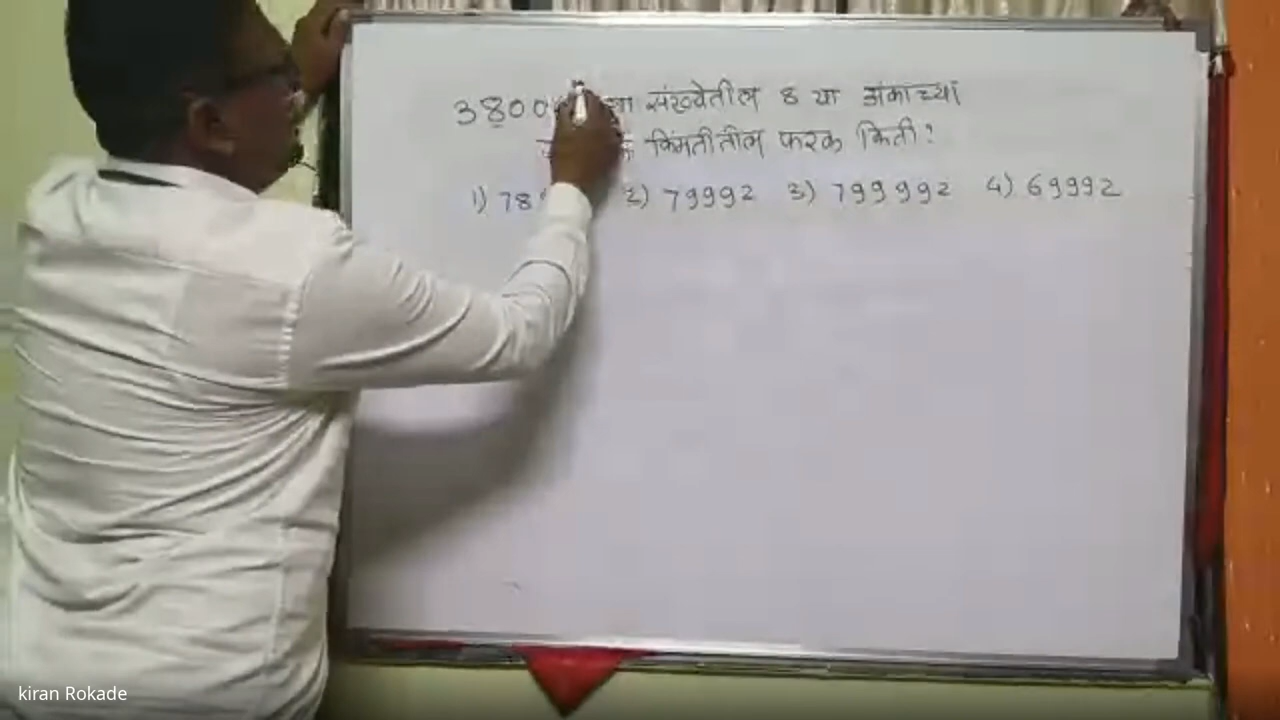 3800 या संख्येतील 8 या अंकाच्या
किंमतीतील फरक किती?
1) 78 2) 79992 3) 799992 4) 69992
kiran Rokade